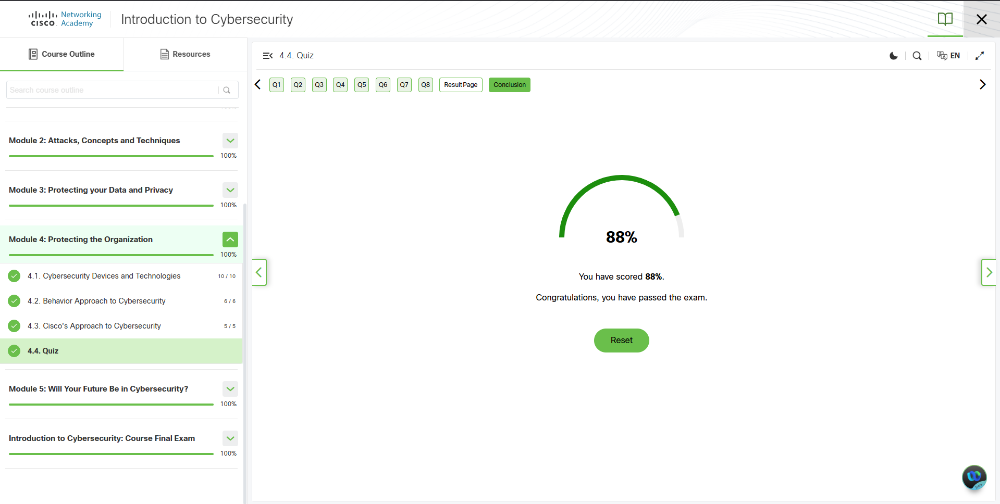 CISCO
Networking
Academy
Introduction to Cybersecurity
Course Outline
Resources
Search course outline
Module 2: Attacks, Concepts and Techniques
100%
Module 3: Protecting your Data and Privacy
100%
Module 4: Protecting the Organization
100%
4.1. Cybersecurity Devices and Technologies
10 / 10
4.2. Behavior Approach to Cybersecurity
6 / 6
4.3. Cisco's Approach to Cybersecurity
5 / 5
4.4. Quiz
Module 5: Will Your Future Be in Cybersecurity?
100%
Introduction to Cybersecurity: Course Final Exam
100%
4.4. Quiz
EN
Q1 Q2 Q3 Q4 Q5 Q6 Q7 Q8 Result Page Conclusion
88%
You have scored 88%.
Congratulations, you have passed the exam.
Reset
Beta